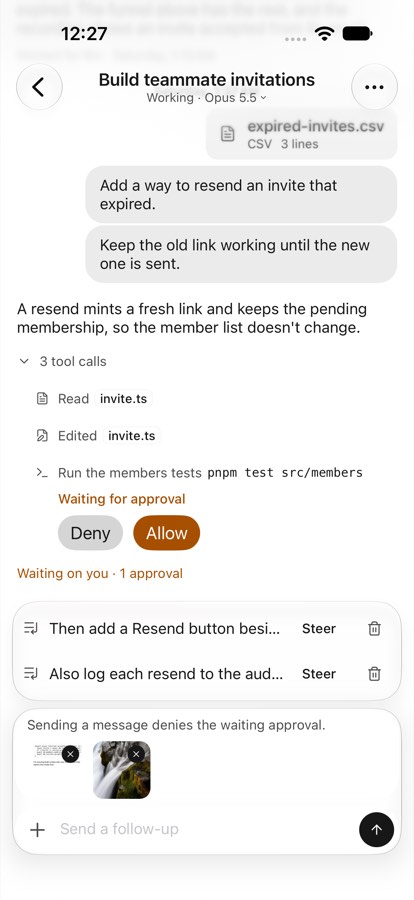 12:27
Build teammate invitations
Working · Opus 5.5
expired-invites.csv
CSV 3 lines
Add a way to resend an invite that
expired.
Keep the old link working until the new
one is sent.
A resend mints a fresh link and keeps the pending
membership, so the member list doesn't change.
3 tool calls
Read invite.ts
Edited invite.ts
Run the members tests pnpm test src/members
Waiting for approval
Deny Allow
Waiting on you · 1 approval
Then add a Resend button besi... Steer
Also log each resend to the aud... Steer
Sending a message denies the waiting approval.
Send a follow-up